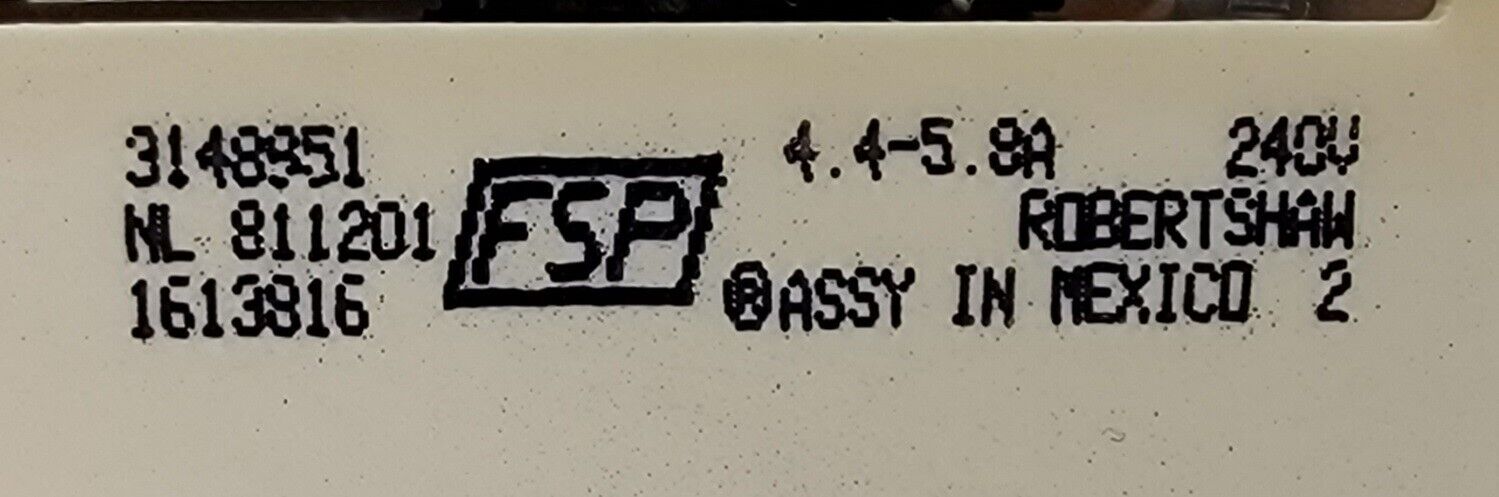 3148951 4.4-5.9A 240V
NL 811201 FSP ROBERTSHAW
1613816 ®ASSY IN MEXICO 2